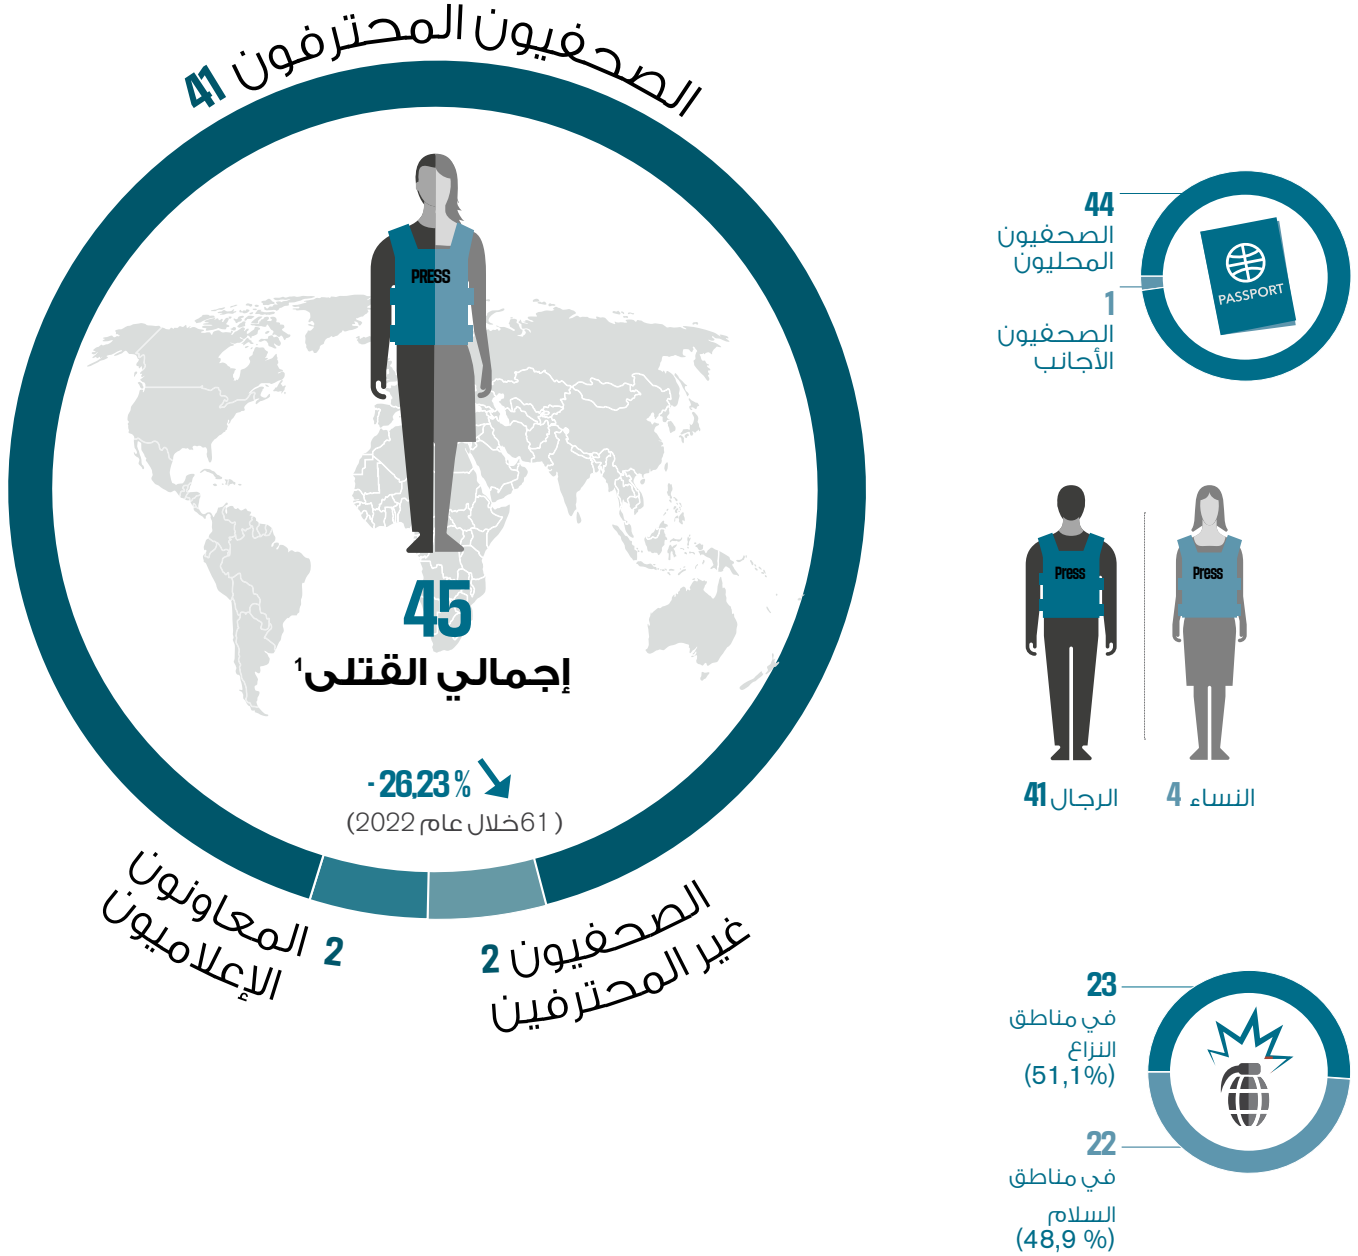 الصحفيون المحترفون 41
PRESS
45
إجمالي القتلى¹
- 26,23 %
(61 خلال عام 2022)
2 المعاونون
الإعلاميون
الصحفيون 2
غير المحترفين
44
الصحفيون
المحليون
1
الصحفيون
الأجانب
PASSPORT
Press
Press
الرجال 41
النساء 4
23
في مناطق
النزاع
(51,1%)
22
في مناطق
السلام
(48,9 %)